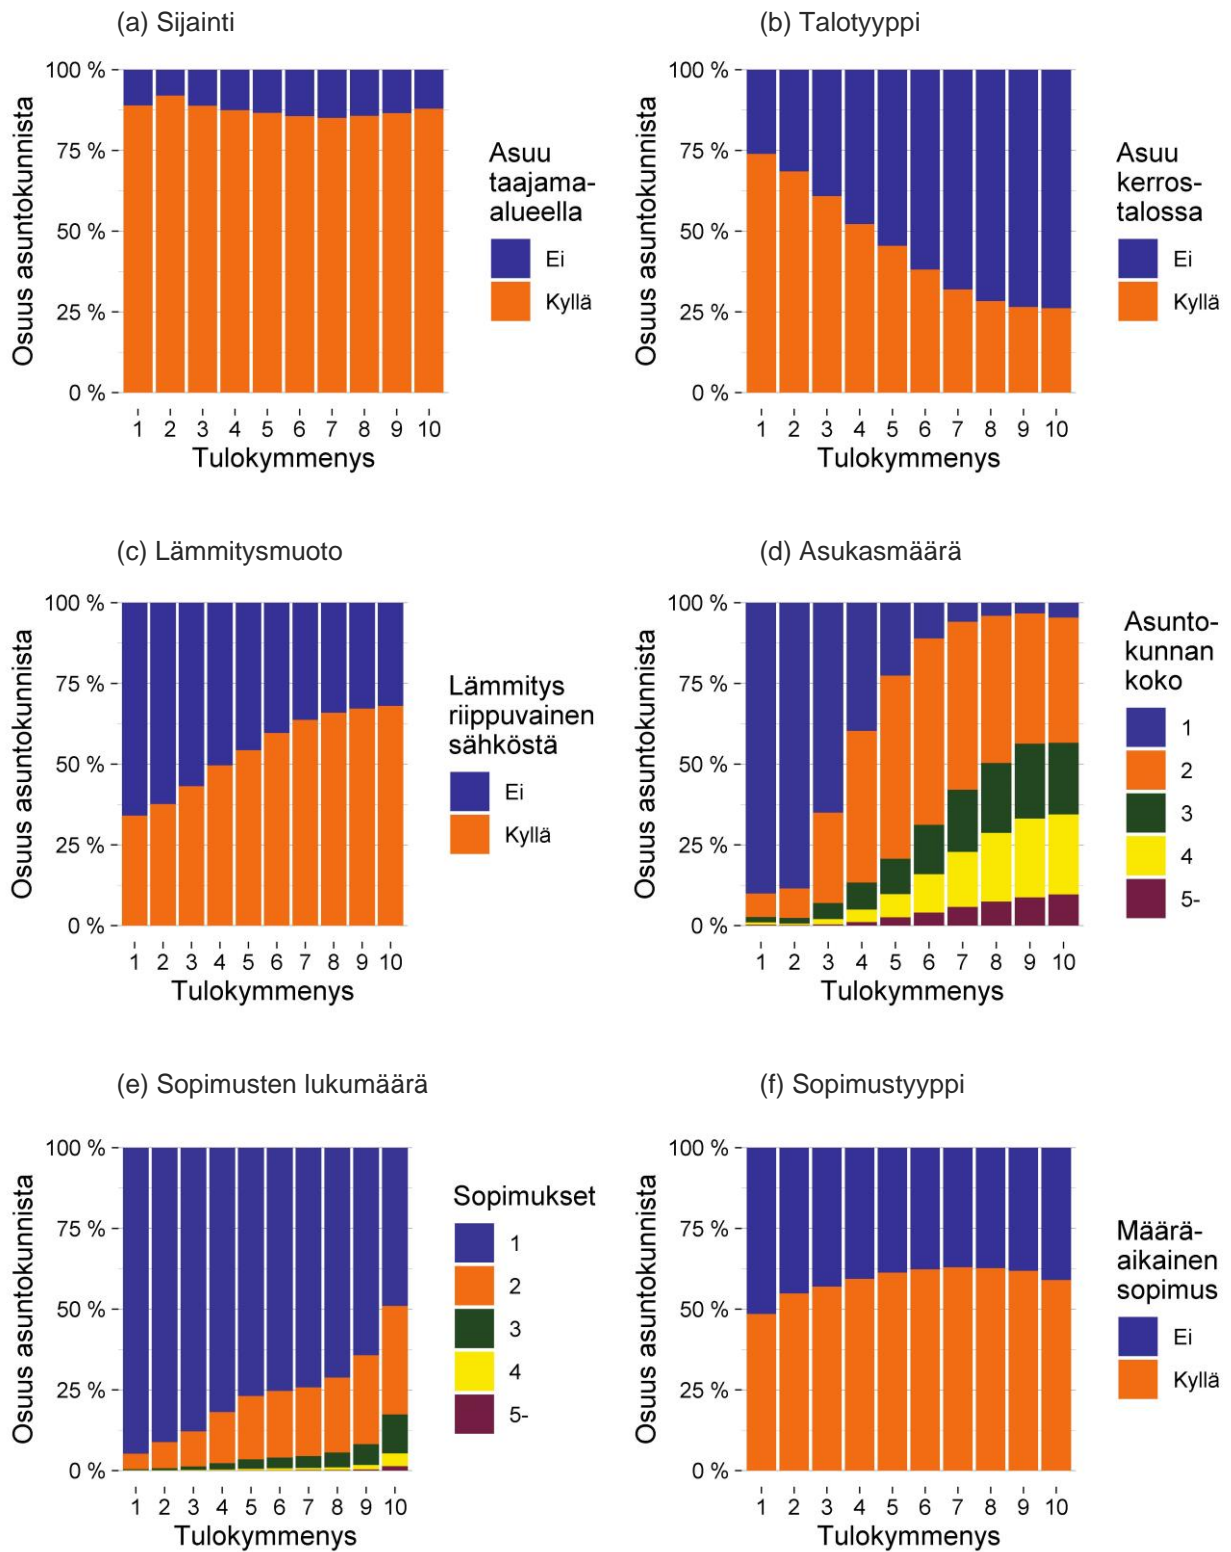 (a) Sijainti
100 %
75 %
50 %
25 %
0 %
Osuus asuntokunnista
1 2 3 4 5 6 7 8 9 10
Tulokymmenys
Asuu
taajama-
alueella
Ei
Kyllä
(b) Talotyyppi
100 %
75 %
50 %
25 %
0 %
Osuus asuntokunnista
1 2 3 4 5 6 7 8 9 10
Tulokymmenys
Asuu
kerros-
talossa
Ei
Kyllä
(c) Lämmitysmuoto
100 %
75 %
50 %
25 %
0 %
Osuus asuntokunnista
1 2 3 4 5 6 7 8 9 10
Tulokymmenys
Lämmitys
riippuvainen
sähköstä
Ei
Kyllä
(d) Asukasmäärä
100 %
75 %
50 %
25 %
0 %
Osuus asuntokunnista
1 2 3 4 5 6 7 8 9 10
Tulokymmenys
Asunto-
kunnan
koko
1
2
3
4
5-
(e) Sopimusten lukumäärä
100 %
75 %
50 %
25 %
0 %
Osuus asuntokunnista
1 2 3 4 5 6 7 8 9 10
Tulokymmenys
Sopimukset
1
2
3
4
5-
(f) Sopimustyyppi
100 %
75 %
50 %
25 %
0 %
Osuus asuntokunnista
1 2 3 4 5 6 7 8 9 10
Tulokymmenys
Määrä-
aikainen
sopimus
Ei
Kyllä